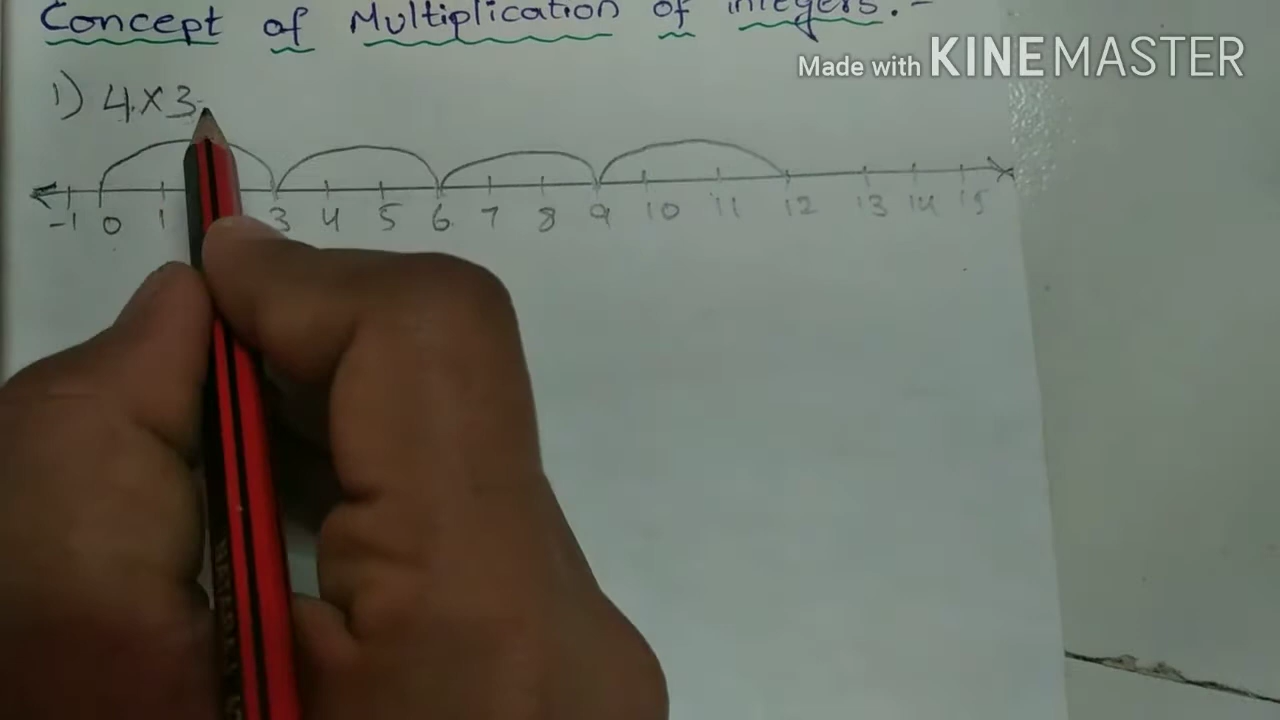 Concept of Multiplication of integers:-
Made with KINEMASTER
1) 4 x 3
-1 0 1 3 4 5 6 7 8 9 10 11 12 13 14 15